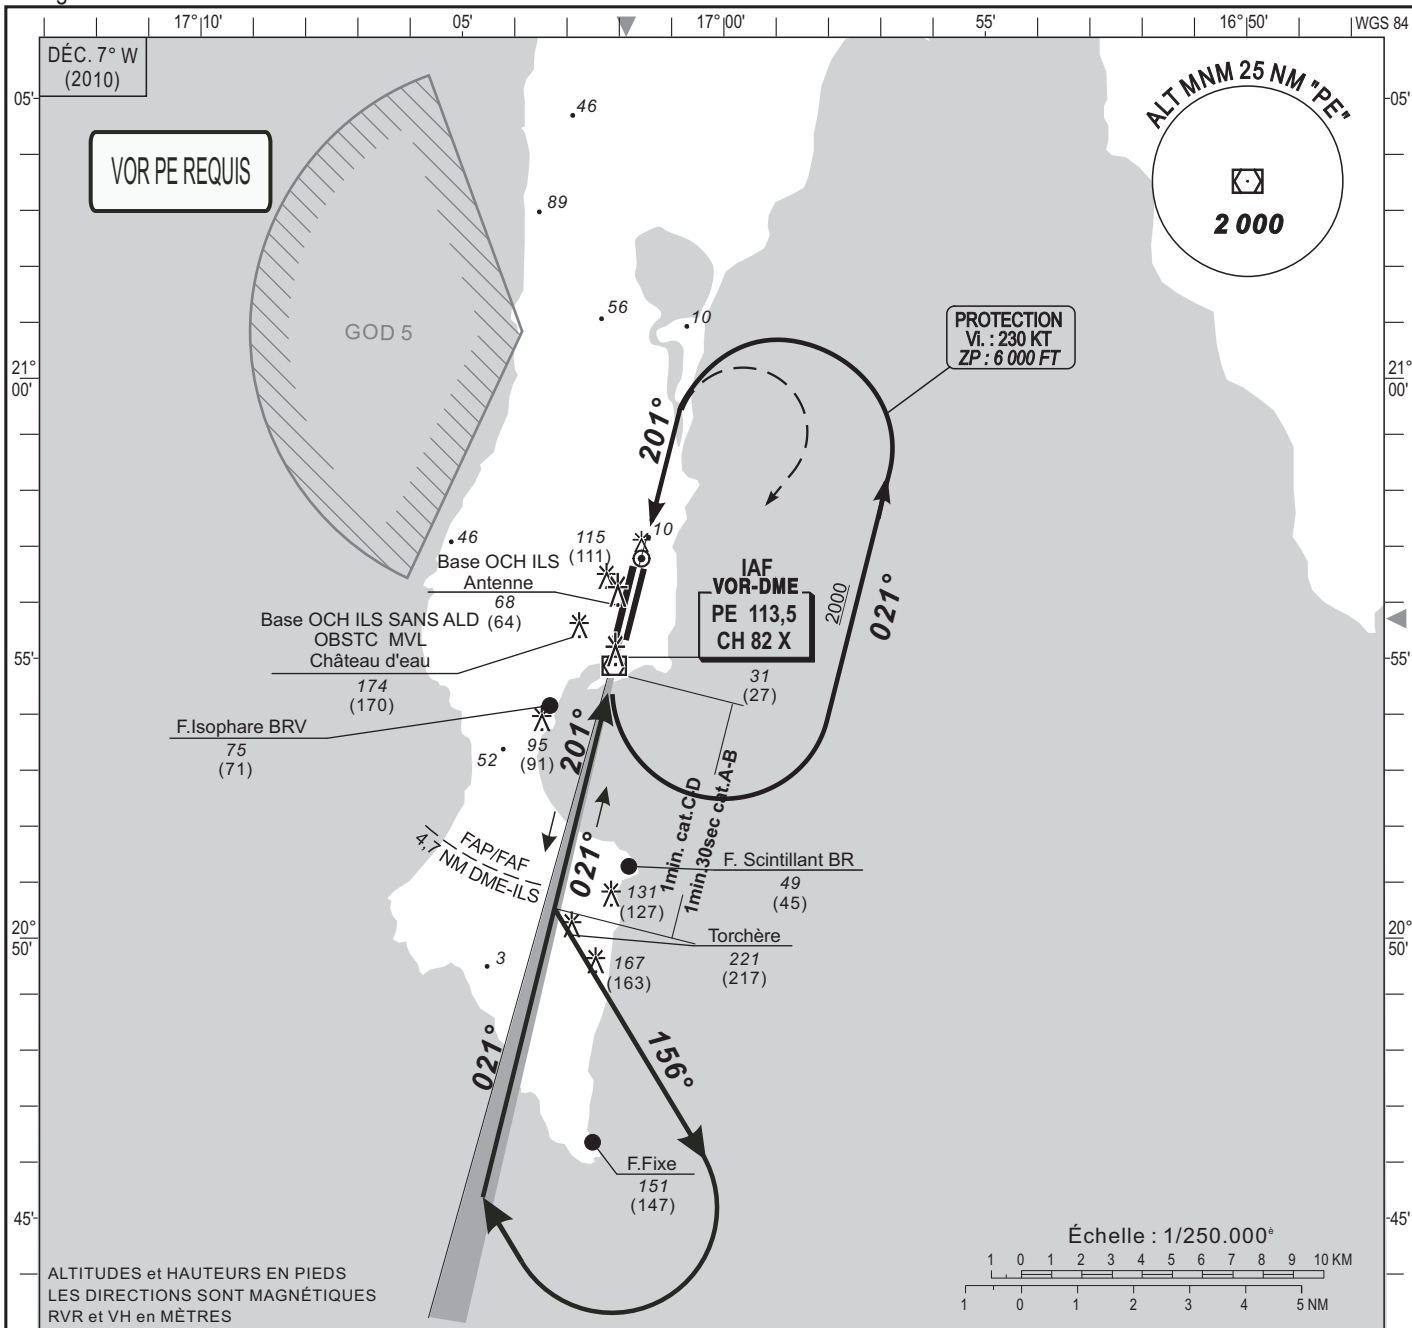 17°10'
05'
17°00'
55'
16°50'
WGS 84
DÉC. 7° W
(2010)
VOR PE REQUIS
ALT MNM 25 NM "PE"
2 000
05'
05'
46
89
56
10
GOD 5
PROTECTION
Vi. : 230 KT
ZP : 6 000 FT
21°
00'
21°
00'
201°
46
115
(111)
10
Base OCH ILS
Antenne
68
(64)
IAF
VOR-DME
PE 113,5
CH 82 X
2000
021°
Base OCH ILS SANS ALD
OBSTC MVL
Château d'eau
174
(170)
55'
55'
31
(27)
F.Isophare BRV
75
(71)
52
95
(91)
201°
1min. cat.C-D
1min.30sec cat.A-B
FAP/FAF
4,7 NM DME-ILS
021°
F. Scintillant BR
49
(45)
131
(127)
Torchère
221
(217)
20°
50'
20°
50'
3
167
(163)
021°
156°
F.Fixe
151
(147)
45'
45'
ALTITUDES et HAUTEURS EN PIEDS
LES DIRECTIONS SONT MAGNÉTIQUES
RVR et VH en MÈTRES
Échelle : 1/250.000è
1 0 1 2 3 4 5 6 7 8 9 10 KM
1 0 1 2 3 4 5 NM